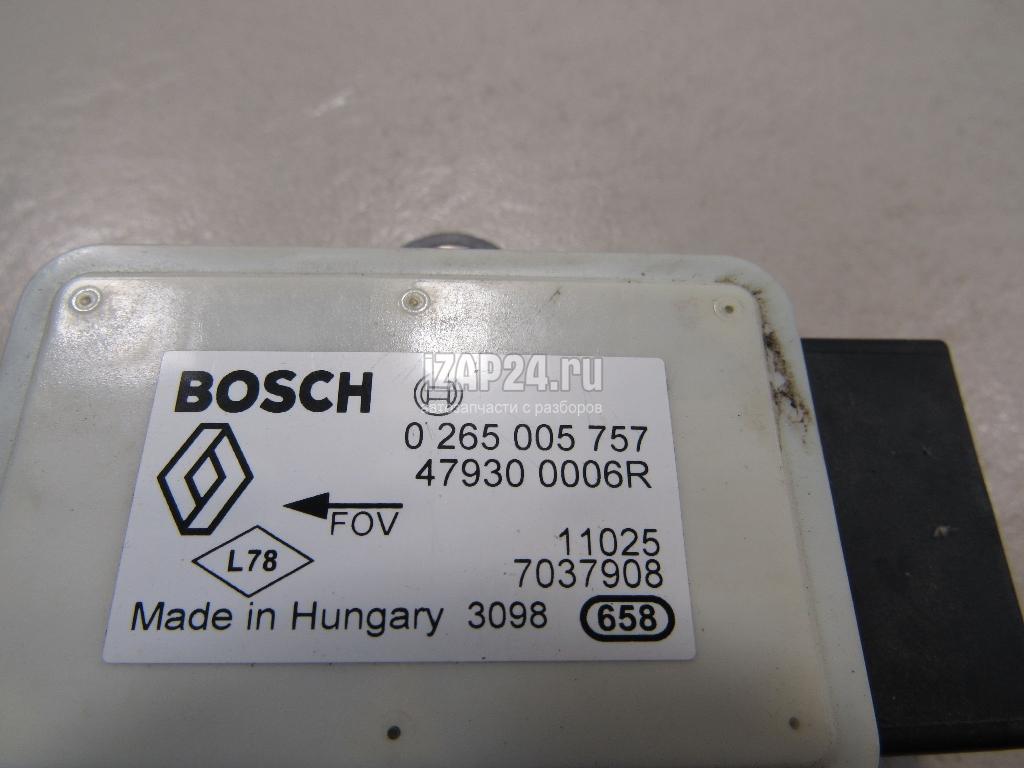 BOSCH
iZAP24.ru
автозапчасти с разборов
0 265 005 757
47930 0006R
FOV
L78
11025
7037908
Made in Hungary 3098 658